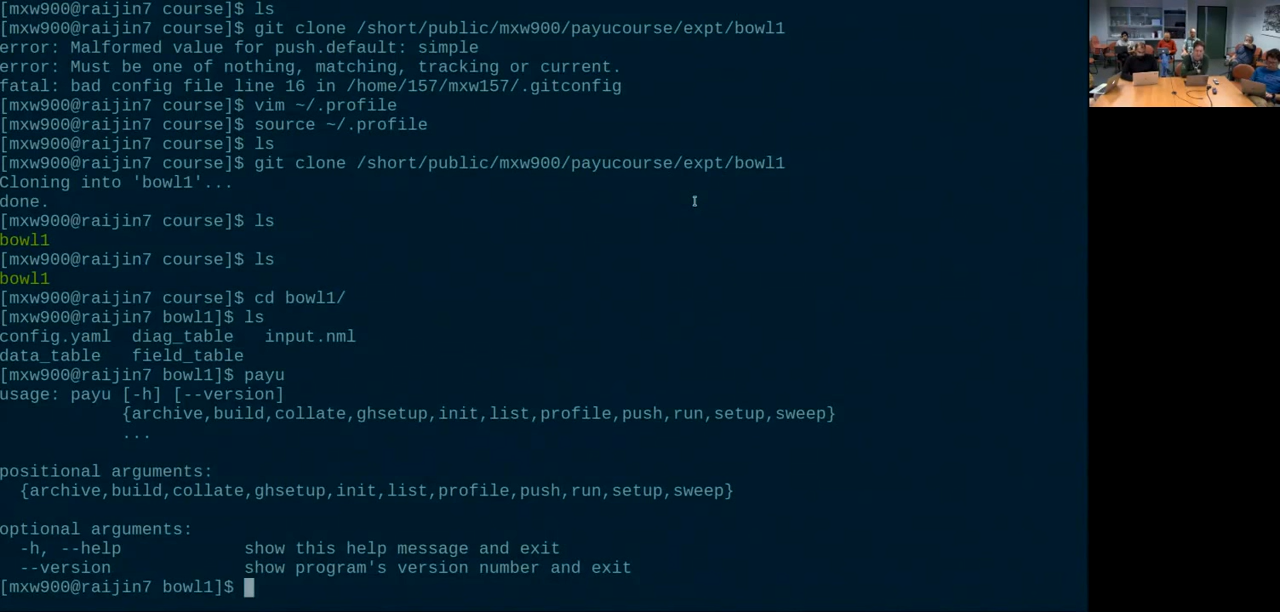 [mxw900@raijin7 course]$ ls
[mxw900@raijin7 course]$ git clone /short/public/mxw900/payucourse/expt/bowl1
error: Malformed value for push.default: simple
error: Must be one of nothing, matching, tracking or current.
fatal: bad config file line 16 in /home/157/mxw157/.gitconfig
[mxw900@raijin7 course]$ vim ~/.profile
[mxw900@raijin7 course]$ source ~/.profile
[mxw900@raijin7 course]$ ls
[mxw900@raijin7 course]$ git clone /short/public/mxw900/payucourse/expt/bowl1
Cloning into 'bowl1'...
done.
[mxw900@raijin7 course]$ ls
bowl1
[mxw900@raijin7 course]$ ls
bowl1
[mxw900@raijin7 course]$ cd bowl1/
[mxw900@raijin7 bowl1]$ ls
config.yaml  diag_table   input.nml
data_table   field_table
[mxw900@raijin7 bowl1]$ payu
usage: payu [-h] [--version]
            {archive,build,collate,ghsetup,init,list,profile,push,run,setup,sweep}
            ...
positional arguments:
  {archive,build,collate,ghsetup,init,list,profile,push,run,setup,sweep}
optional arguments:
  -h, --help            show this help message and exit
  --version             show program's version number and exit
[mxw900@raijin7 bowl1]$